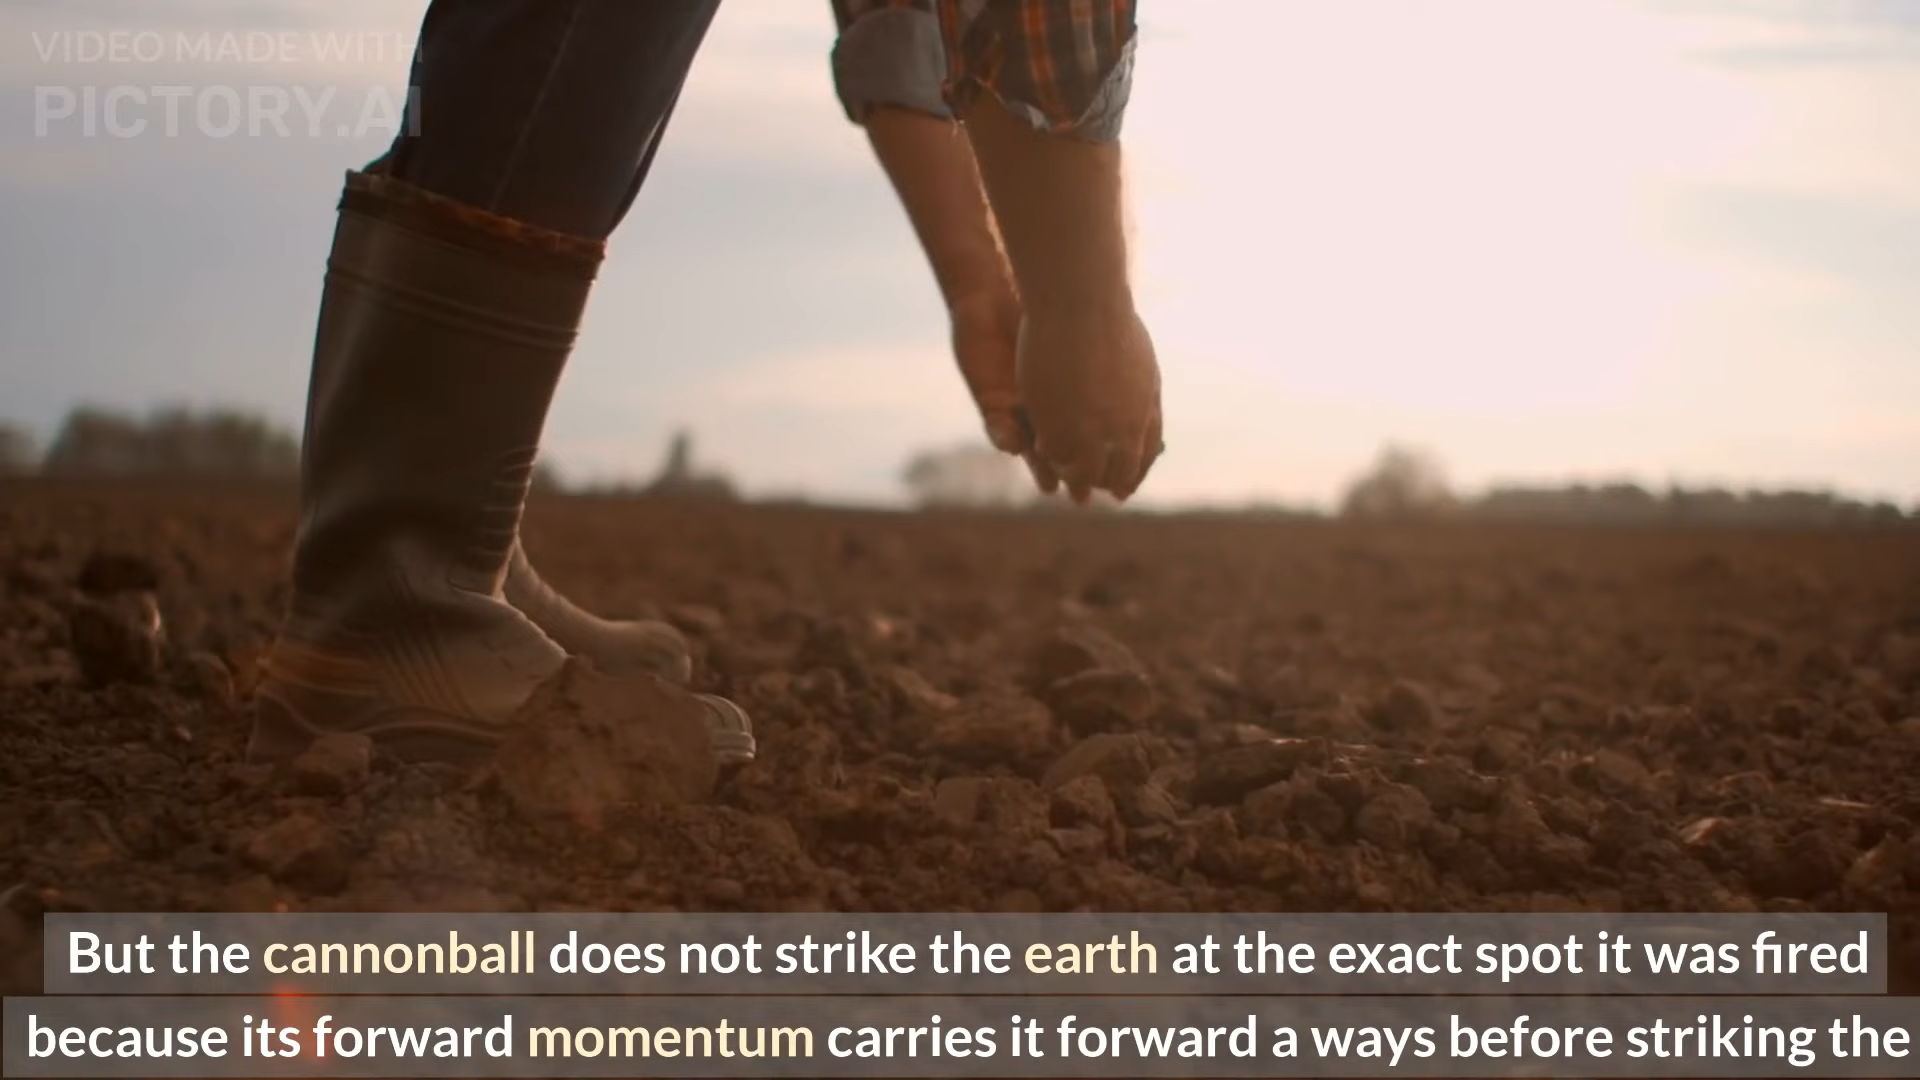 VIDEO MADE WITH
PICTORY.AI
But the cannonball does not strike the earth at the exact spot it was fired
because its forward momentum carries it forward a ways before striking the